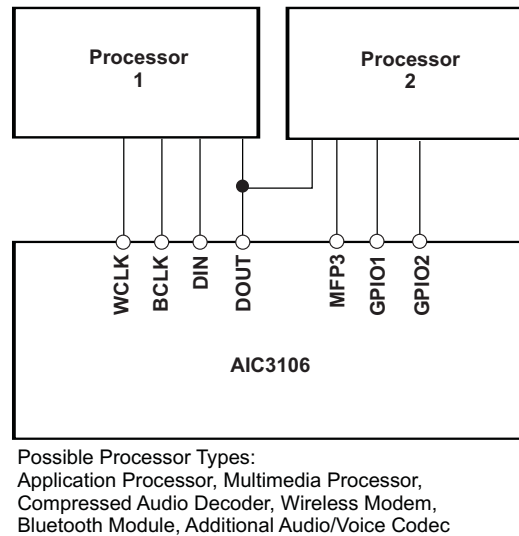 Processor
1
Processor
2
WCLK
BCLK
DIN
DOUT
MFP3
GPIO1
GPIO2
AIC3106
Possible Processor Types:
Application Processor, Multimedia Processor,
Compressed Audio Decoder, Wireless Modem,
Bluetooth Module, Additional Audio/Voice Codec